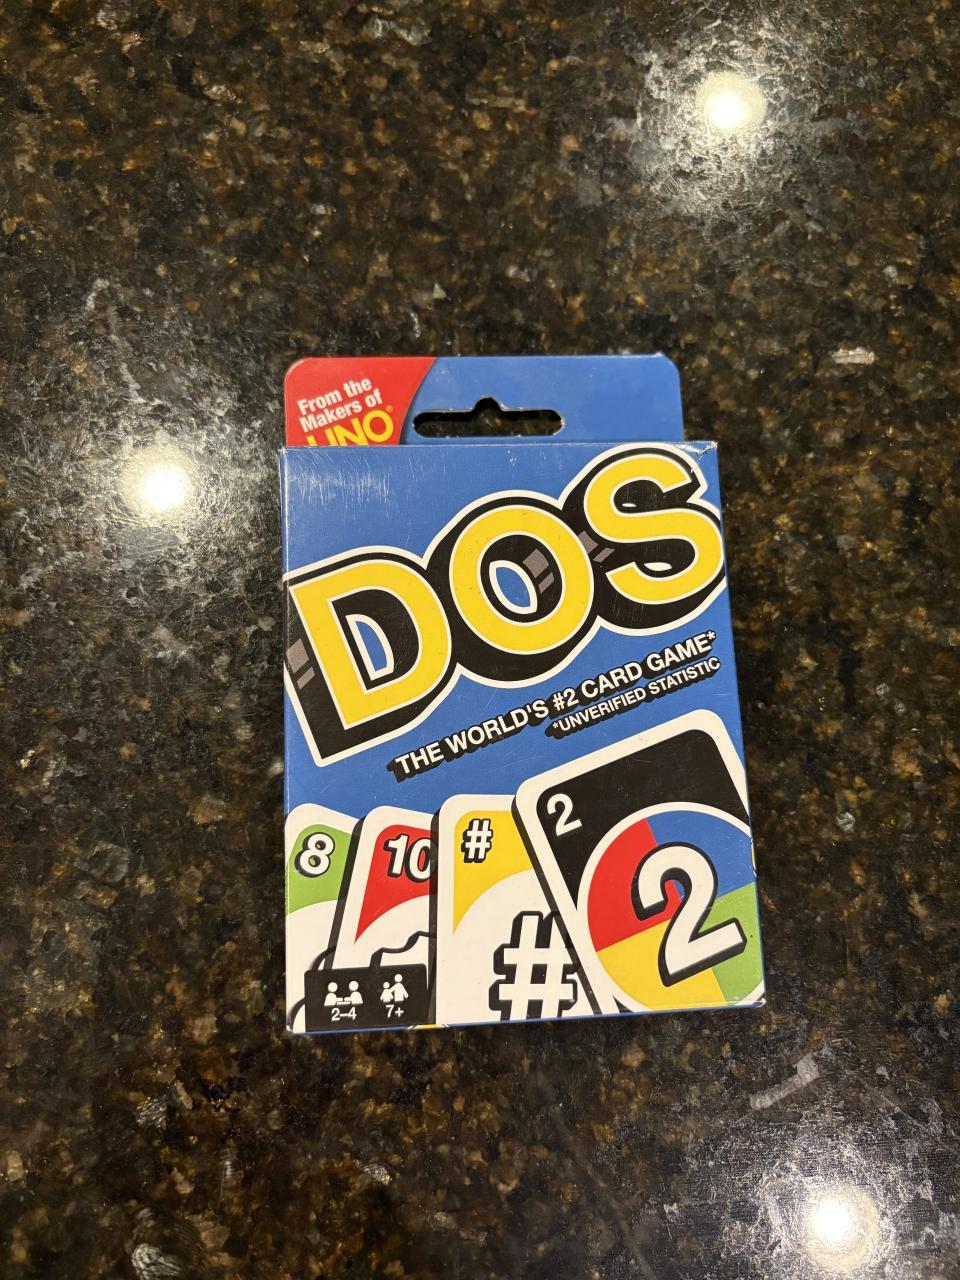 From the
Makers of
UNO®
DOS
THE WORLD'S #2 CARD GAME*
*UNVERIFIED STATISTIC
8
10
#
2
#
2
2–4
7+